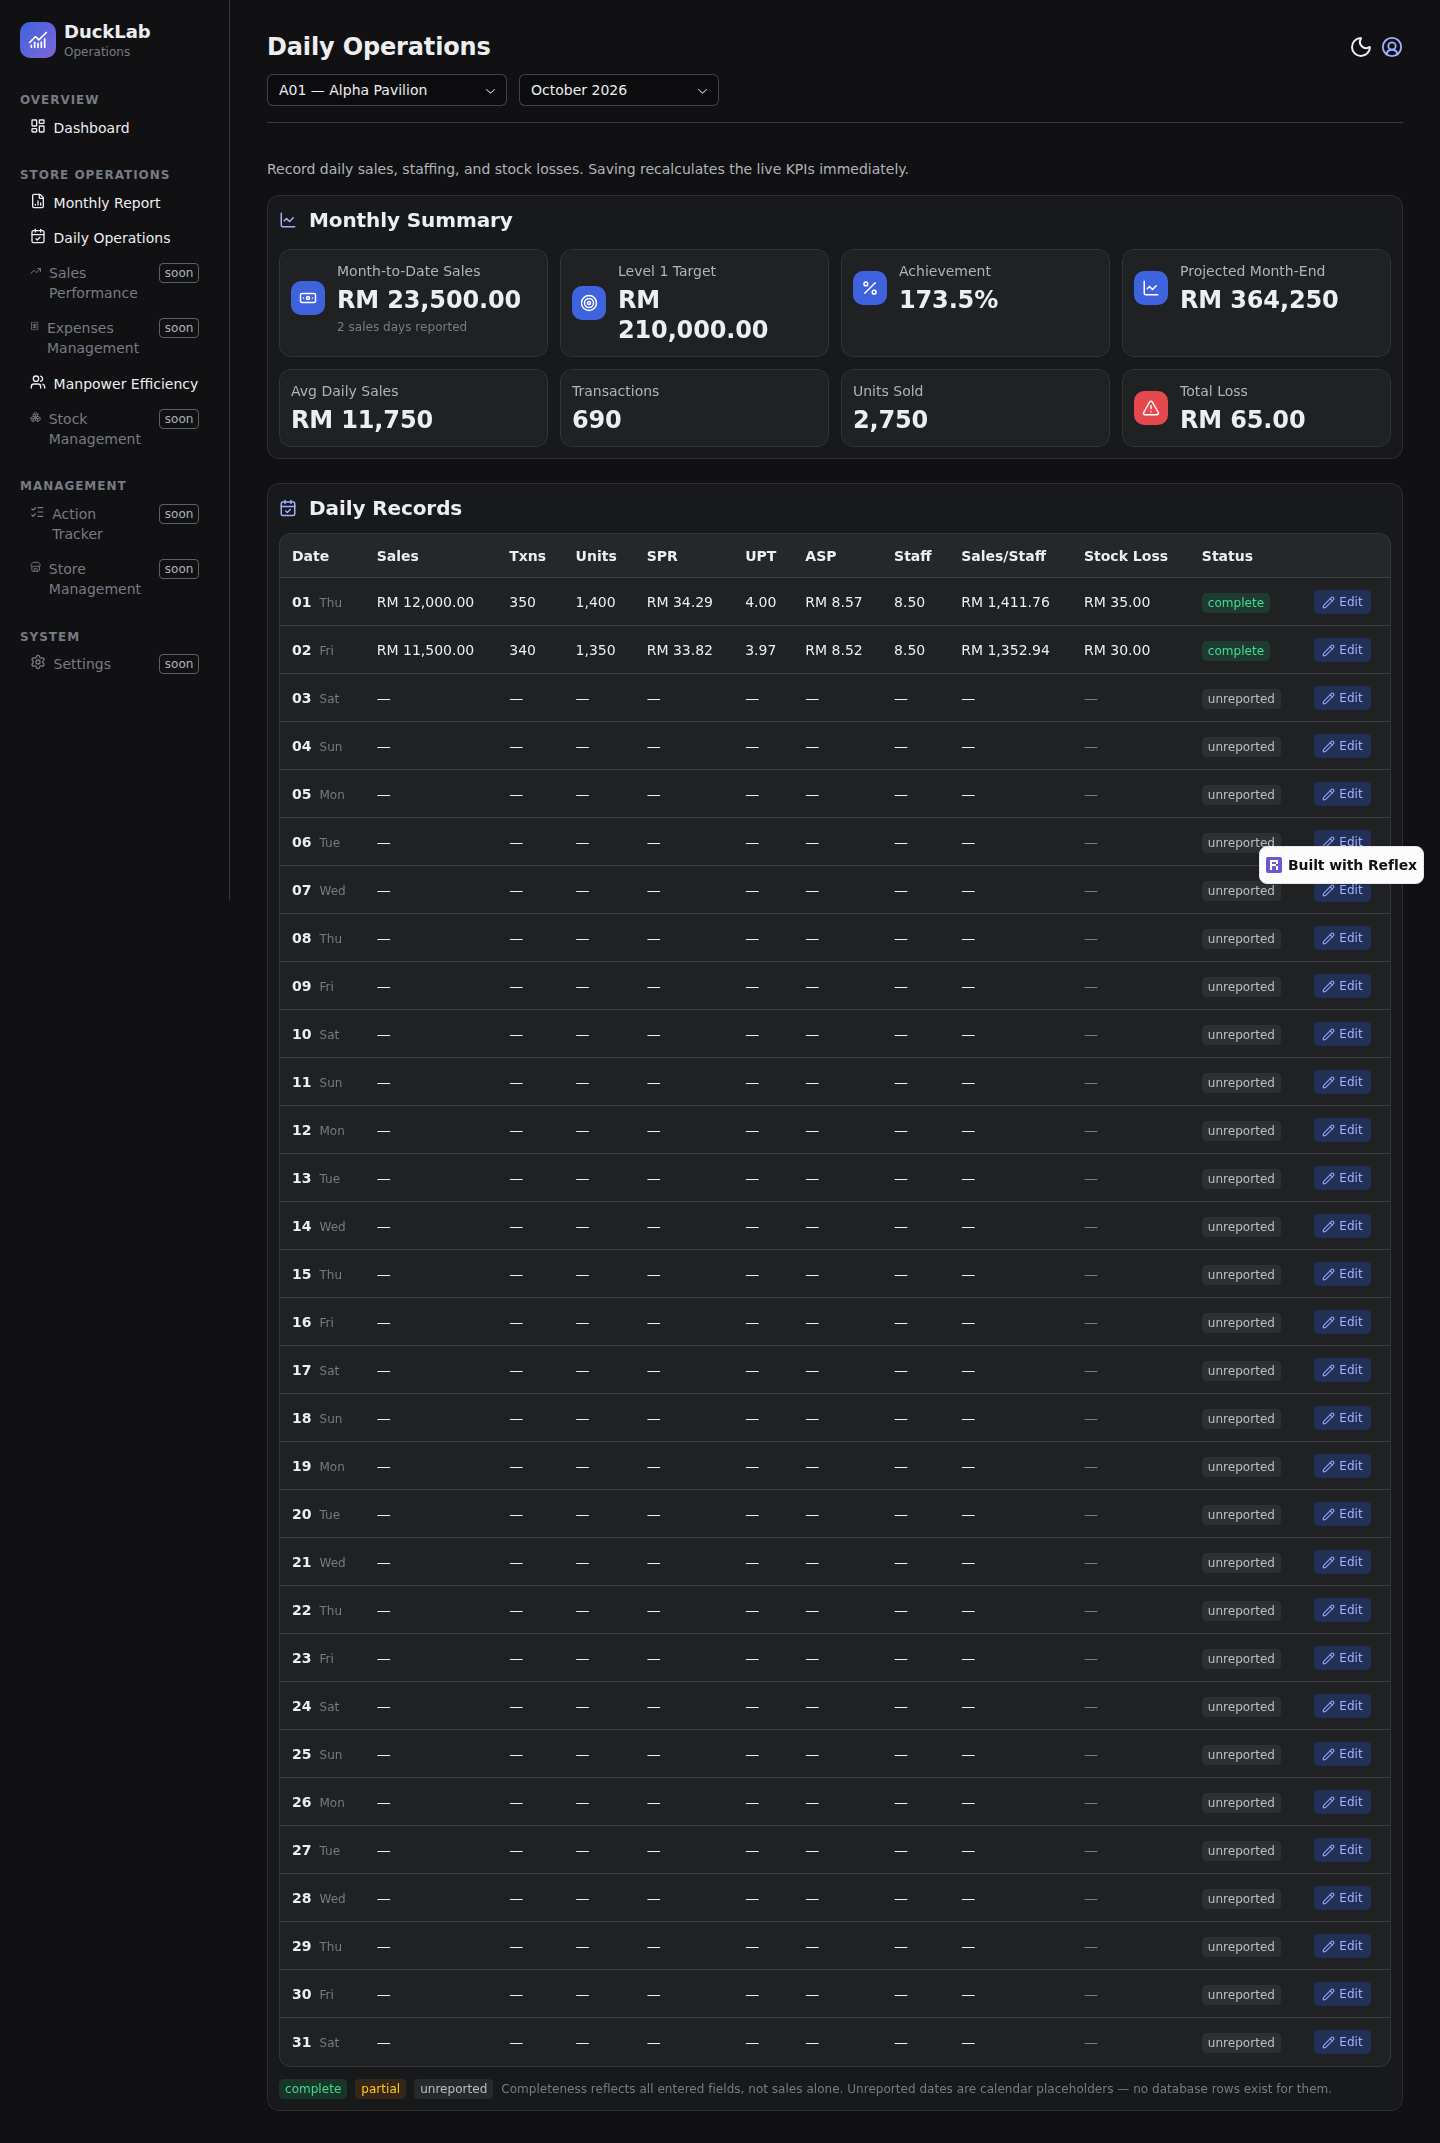 DuckLab
Operations
OVERVIEW
Dashboard
STORE OPERATIONS
Monthly Report
Daily Operations
Sales Performance soon
Expenses Management soon
Manpower Efficiency
Stock Management soon
MANAGEMENT
Action Tracker soon
Store Management soon
SYSTEM
Settings soon
Daily Operations
A01 — Alpha Pavilion October 2026
Record daily sales, staffing, and stock losses. Saving recalculates the live KPIs immediately.
Monthly Summary
Month-to-Date Sales
RM 23,500.00
2 sales days reported
Level 1 Target
RM 210,000.00
Achievement
173.5%
Projected Month-End
RM 364,250
Avg Daily Sales
RM 11,750
Transactions
690
Units Sold
2,750
Total Loss
RM 65.00
Daily Records
Date Sales Txns Units SPR UPT ASP Staff Sales/Staff Stock Loss Status
01 Thu RM 12,000.00 350 1,400 RM 34.29 4.00 RM 8.57 8.50 RM 1,411.76 RM 35.00 complete Edit
02 Fri RM 11,500.00 340 1,350 RM 33.82 3.97 RM 8.52 8.50 RM 1,352.94 RM 30.00 complete Edit
03 Sat — — — — — — — — — unreported Edit
04 Sun — — — — — — — — — unreported Edit
05 Mon — — — — — — — — — unreported Edit
06 Tue — — — — — — — — — unreported Edit
Built with Reflex
07 Wed — — — — — — — — — unreported Edit
08 Thu — — — — — — — — — unreported Edit
09 Fri — — — — — — — — — unreported Edit
10 Sat — — — — — — — — — unreported Edit
11 Sun — — — — — — — — — unreported Edit
12 Mon — — — — — — — — — unreported Edit
13 Tue — — — — — — — — — unreported Edit
14 Wed — — — — — — — — — unreported Edit
15 Thu — — — — — — — — — unreported Edit
16 Fri — — — — — — — — — unreported Edit
17 Sat — — — — — — — — — unreported Edit
18 Sun — — — — — — — — — unreported Edit
19 Mon — — — — — — — — — unreported Edit
20 Tue — — — — — — — — — unreported Edit
21 Wed — — — — — — — — — unreported Edit
22 Thu — — — — — — — — — unreported Edit
23 Fri — — — — — — — — — unreported Edit
24 Sat — — — — — — — — — unreported Edit
25 Sun — — — — — — — — — unreported Edit
26 Mon — — — — — — — — — unreported Edit
27 Tue — — — — — — — — — unreported Edit
28 Wed — — — — — — — — — unreported Edit
29 Thu — — — — — — — — — unreported Edit
30 Fri — — — — — — — — — unreported Edit
31 Sat — — — — — — — — — unreported Edit
complete partial unreported Completeness reflects all entered fields, not sales alone. Unreported dates are calendar placeholders — no database rows exist for them.